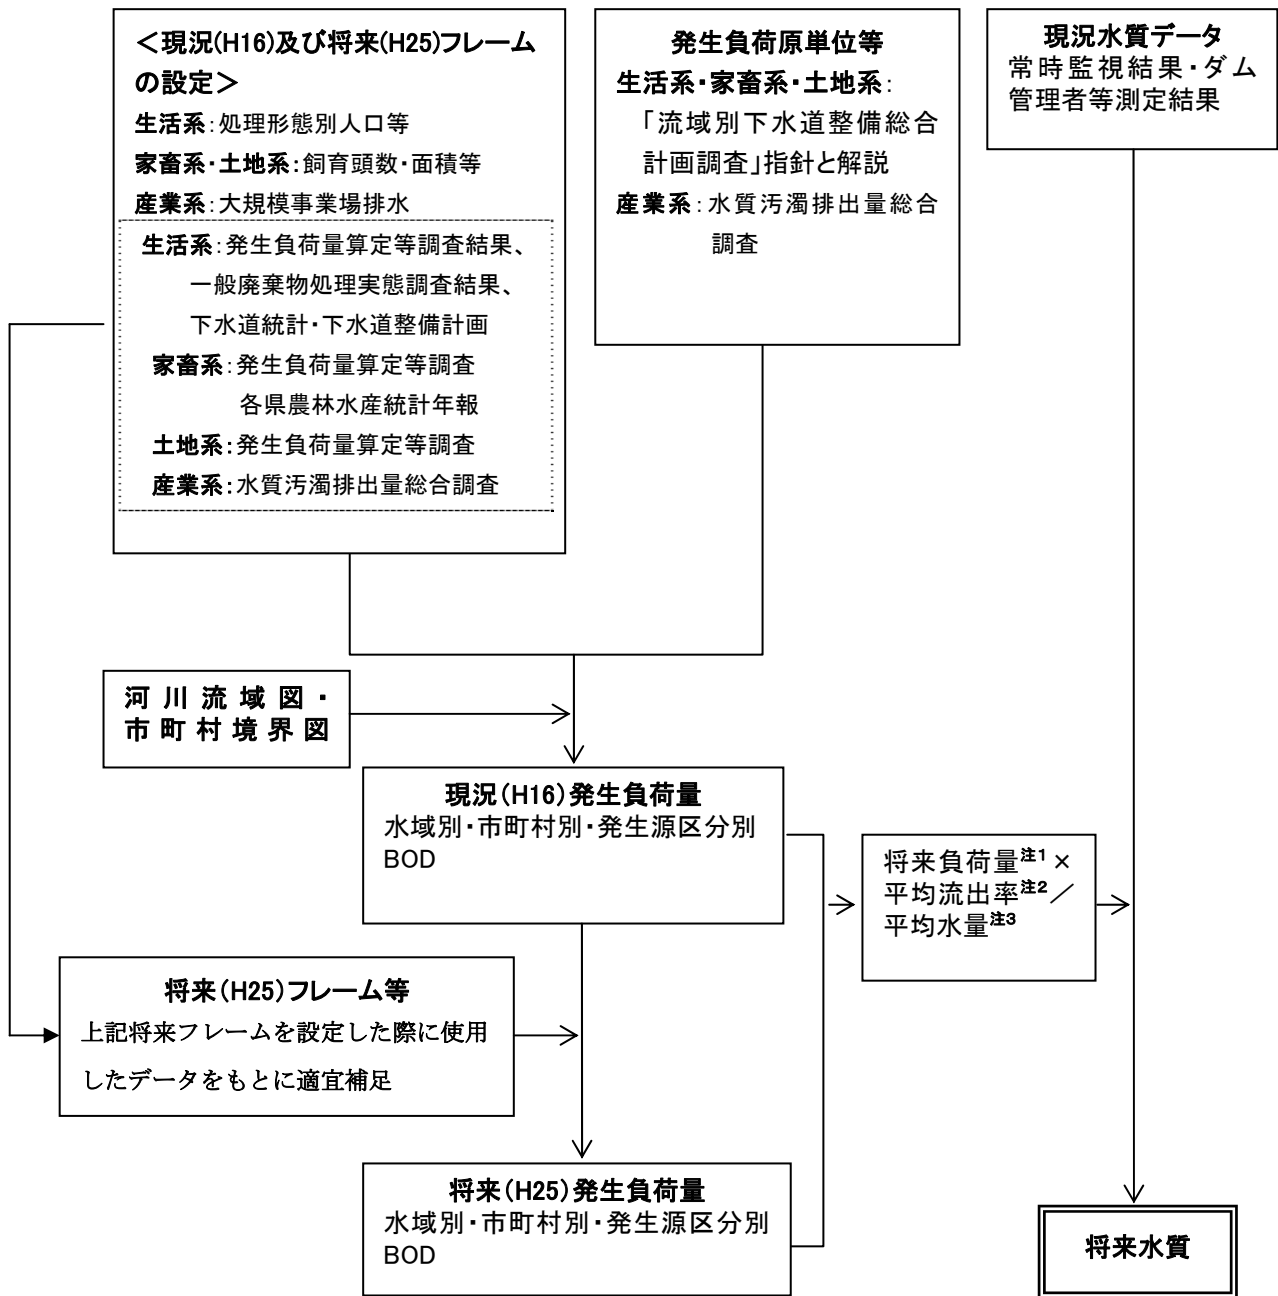 ＜現況(H16)及び将来(H25)フレーム
の設定＞
生活系：処理形態別人口等
家畜系・土地系：飼育頭数・面積等
産業系：大規模事業場排水
生活系：発生負荷量算定等調査結果、
一般廃棄物処理実態調査結果、
下水道統計・下水道整備計画
家畜系：発生負荷量算定等調査
各県農林水産統計年報
土地系：発生負荷量算定等調査
産業系：水質汚濁排出量総合調査
発生負荷原単位等
生活系・家畜系・土地系：
「流域別下水道整備総合
計画調査」指針と解説
産業系：水質汚濁排出量総合
調査
現況水質データ
常時監視結果・ダム
管理者等測定結果
河川流域図・
市町村境界図
現況（H16）発生負荷量
水域別・市町村別・発生源区分別
BOD
将来負荷量注1×
平均流出率注2／
平均水量注3
将来（H25）フレーム等
上記将来フレームを設定した際に使用
したデータをもとに適宜補足
将来（H25）発生負荷量
水域別・市町村別・発生源区分別
BOD
将来水質